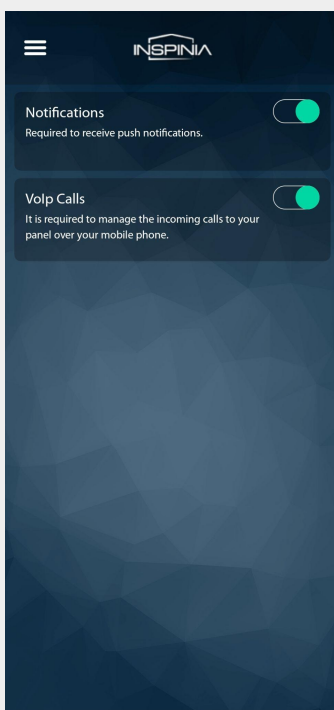 INSPINIA
Notifications
Required to receive push notifications.
VoIp Calls
It is required to manage the incoming calls to your
panel over your mobile phone.